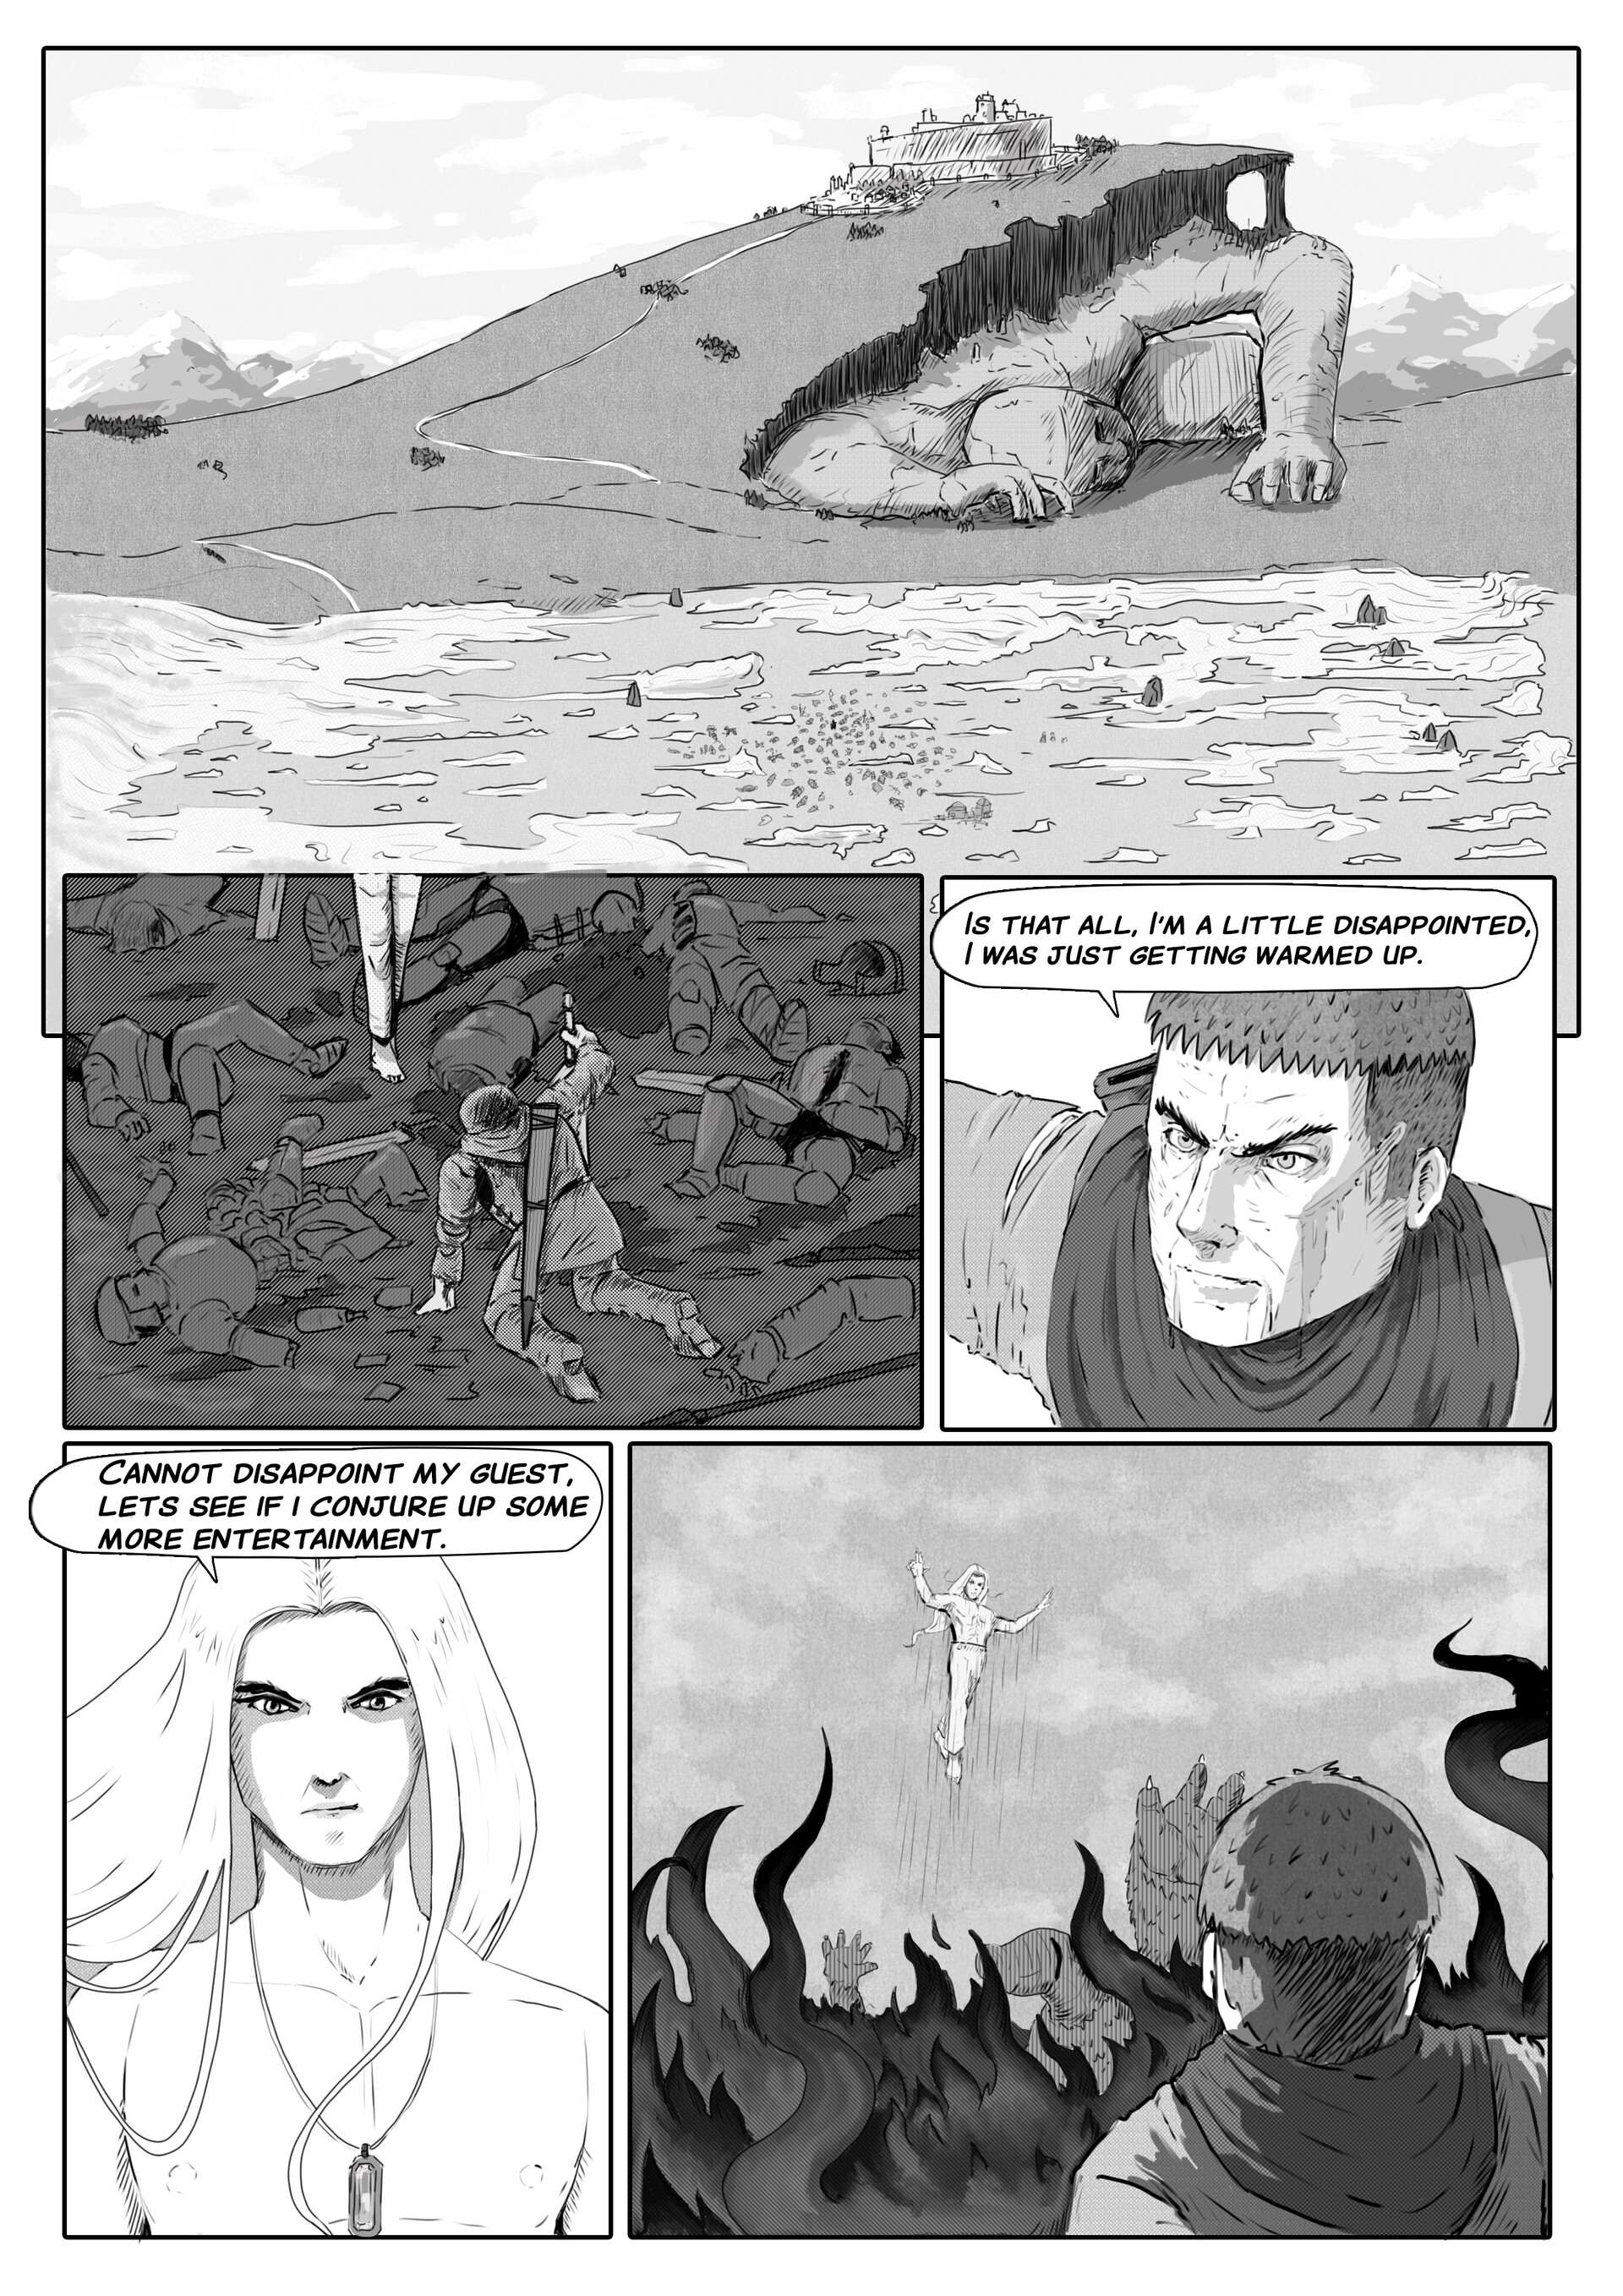 IS THAT ALL, I'M A LITTLE DISAPPOINTED,
I WAS JUST GETTING WARMED UP.
CANNOT DISAPPOINT MY GUEST,
LETS SEE IF I CONJURE UP SOME
MORE ENTERTAINMENT.